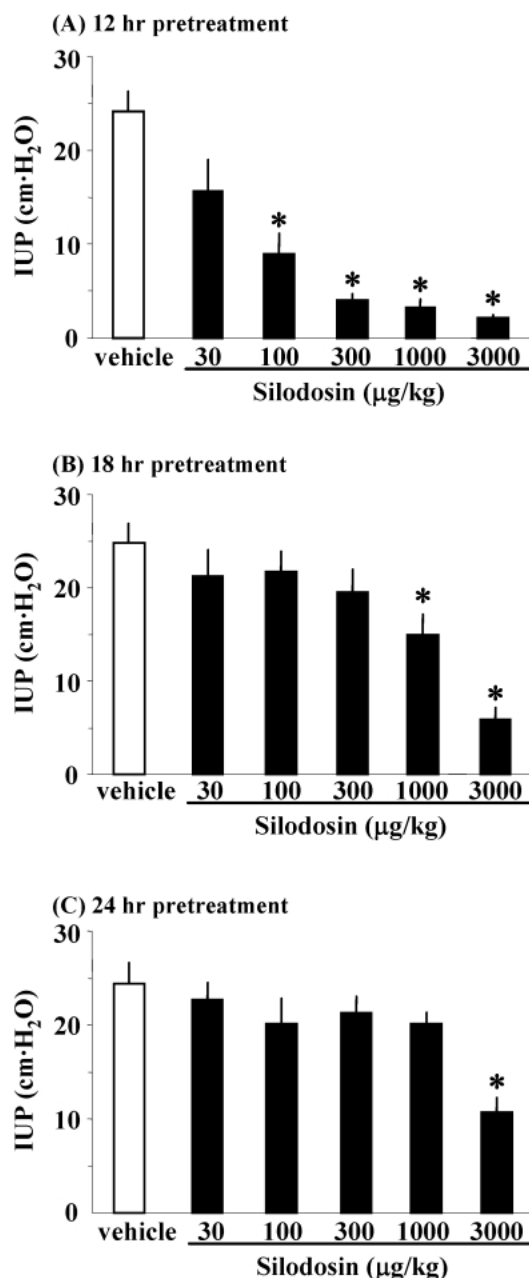 (A) 12 hr pretreatment
30
20
10
0
IUP (cm·H₂O)
*
*
*
*
vehicle 30 100 300 1000 3000
Silodosin (µg/kg)
(B) 18 hr pretreatment
30
20
10
0
IUP (cm·H₂O)
*
*
vehicle 30 100 300 1000 3000
Silodosin (µg/kg)
(C) 24 hr pretreatment
30
20
10
0
IUP (cm·H₂O)
*
vehicle 30 100 300 1000 3000
Silodosin (µg/kg)